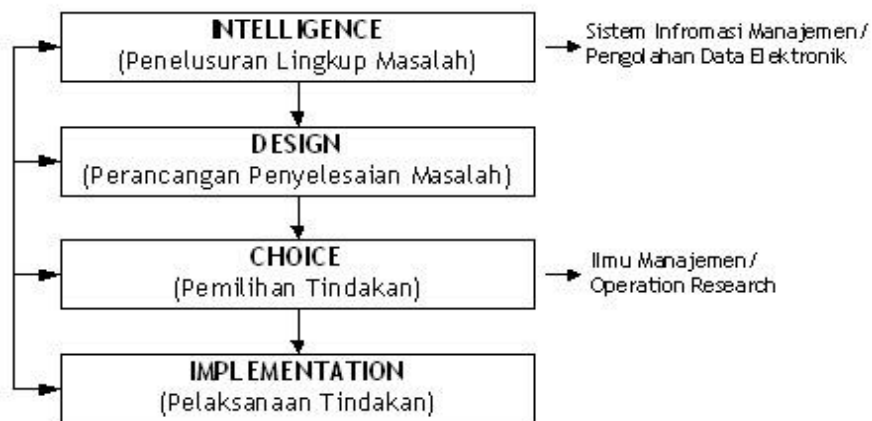 INTELLIGENCE
(Penelusuran Lingkup Masalah)
Sistem Infromasi Manajemen/
Pengolahan Data Elektronik
DESIGN
(Perancangan Penyelesaian Masalah)
CHOICE
(Pemilihan Tindakan)
Ilmu Manajemen/
Operation Research
IMPLEMENTATION
(Pelaksanaan Tindakan)